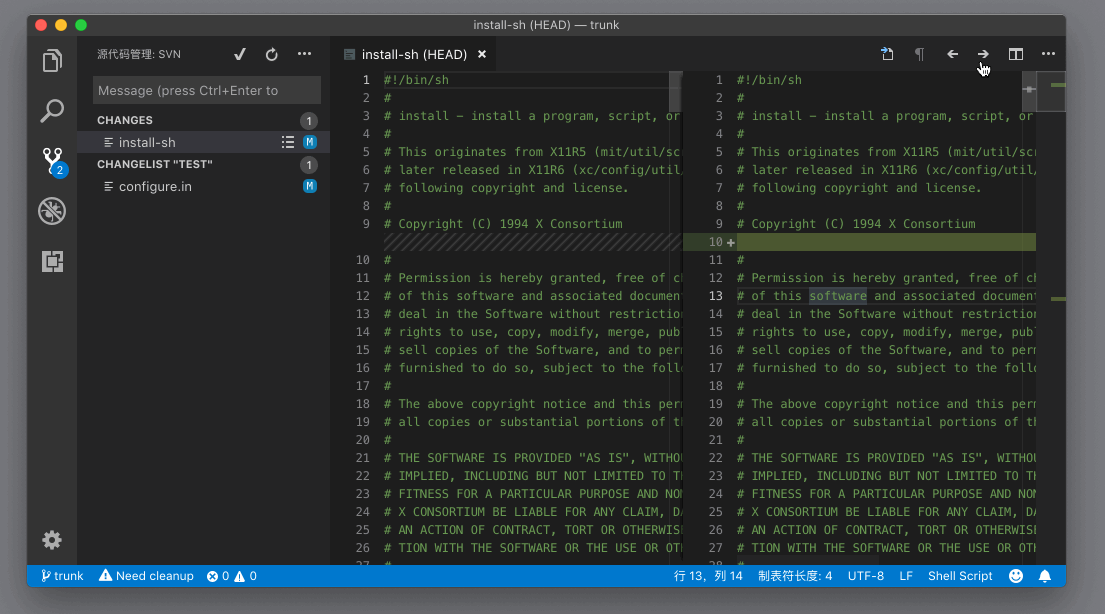 install-sh (HEAD) — trunk
源代码管理: SVN
Message (press Ctrl+Enter to
CHANGES 1
install-sh M
CHANGELIST "TEST" 1
configure.in M
2
install-sh (HEAD)
1 #!/bin/sh
2 #
3 # install - install a program, script, or
4 #
5 # This originates from X11R5 (mit/util/scr
6 # later released in X11R6 (xc/config/util/
7 # following copyright and license.
8 #
9 # Copyright (C) 1994 X Consortium
10 #
11 # Permission is hereby granted, free of ch
12 # of this software and associated document
13 # deal in the Software without restriction
14 # rights to use, copy, modify, merge, publ
15 # sell copies of the Software, and to perm
16 # furnished to do so, subject to the follo
17 #
18 # The above copyright notice and this perm
19 # all copies or substantial portions of th
20 #
21 # THE SOFTWARE IS PROVIDED "AS IS", WITHOU
22 # IMPLIED, INCLUDING BUT NOT LIMITED TO TH
23 # FITNESS FOR A PARTICULAR PURPOSE AND NON
24 # X CONSORTIUM BE LIABLE FOR ANY CLAIM, DA
25 # AN ACTION OF CONTRACT, TORT OR OTHERWISE
26 # TION WITH THE SOFTWARE OR THE USE OR OTH
27 #
1 #!/bin/sh
2 #
3 # install - install a program, script, or
4 #
5 # This originates from X11R5 (mit/util/scr
6 # later released in X11R6 (xc/config/util/
7 # following copyright and license.
8 #
9 # Copyright (C) 1994 X Consortium
10 +
11 #
12 # Permission is hereby granted, free of ch
13 # of this software and associated document
14 # deal in the Software without restriction
15 # rights to use, copy, modify, merge, publ
16 # sell copies of the Software, and to perm
17 # furnished to do so, subject to the follo
18 #
19 # The above copyright notice and this perm
20 # all copies or substantial portions of th
21 #
22 # THE SOFTWARE IS PROVIDED "AS IS", WITHOU
23 # IMPLIED, INCLUDING BUT NOT LIMITED TO TH
24 # FITNESS FOR A PARTICULAR PURPOSE AND NON
25 # X CONSORTIUM BE LIABLE FOR ANY CLAIM, DA
26 # AN ACTION OF CONTRACT, TORT OR OTHERWISE
27 # TION WITH THE SOFTWARE OR THE USE OR OTH
28 #
trunk Need cleanup 0 0 行 13，列 14 制表符长度: 4 UTF-8 LF Shell Script